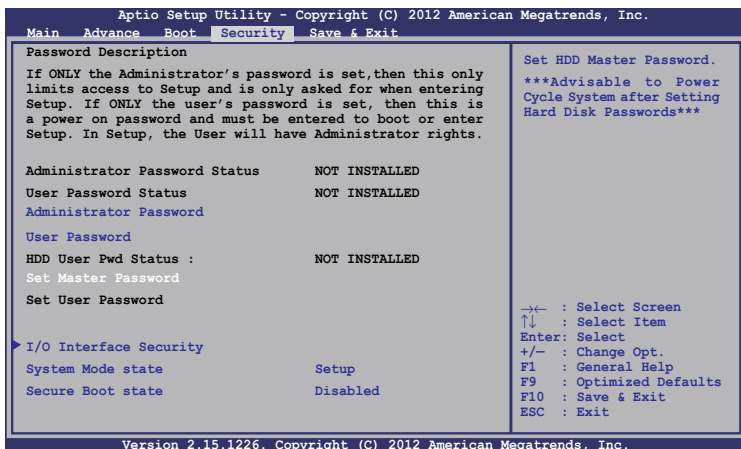 Aptio Setup Utility - Copyright (C) 2012 American Megatrends, Inc.
Main Advance Boot Security Save & Exit
Password Description
If ONLY the Administrator's password is set,then this only
limits access to Setup and is only asked for when entering
Setup. If ONLY the user's password is set, then this is
a power on password and must be entered to boot or enter
Setup. In Setup, the User will have Administrator rights.
Administrator Password Status NOT INSTALLED
User Password Status NOT INSTALLED
Administrator Password
User Password
HDD User Pwd Status : NOT INSTALLED
Set Master Password
Set User Password
I/O Interface Security
System Mode state Setup
Secure Boot state Disabled
Set HDD Master Password.
***Advisable to Power
Cycle System after Setting
Hard Disk Passwords***
→← : Select Screen
↑↓ : Select Item
Enter: Select
+/— : Change Opt.
F1 : General Help
F9 : Optimized Defaults
F10 : Save & Exit
ESC : Exit
Version 2.15.1226. Copyright (C) 2012 American Megatrends, Inc.